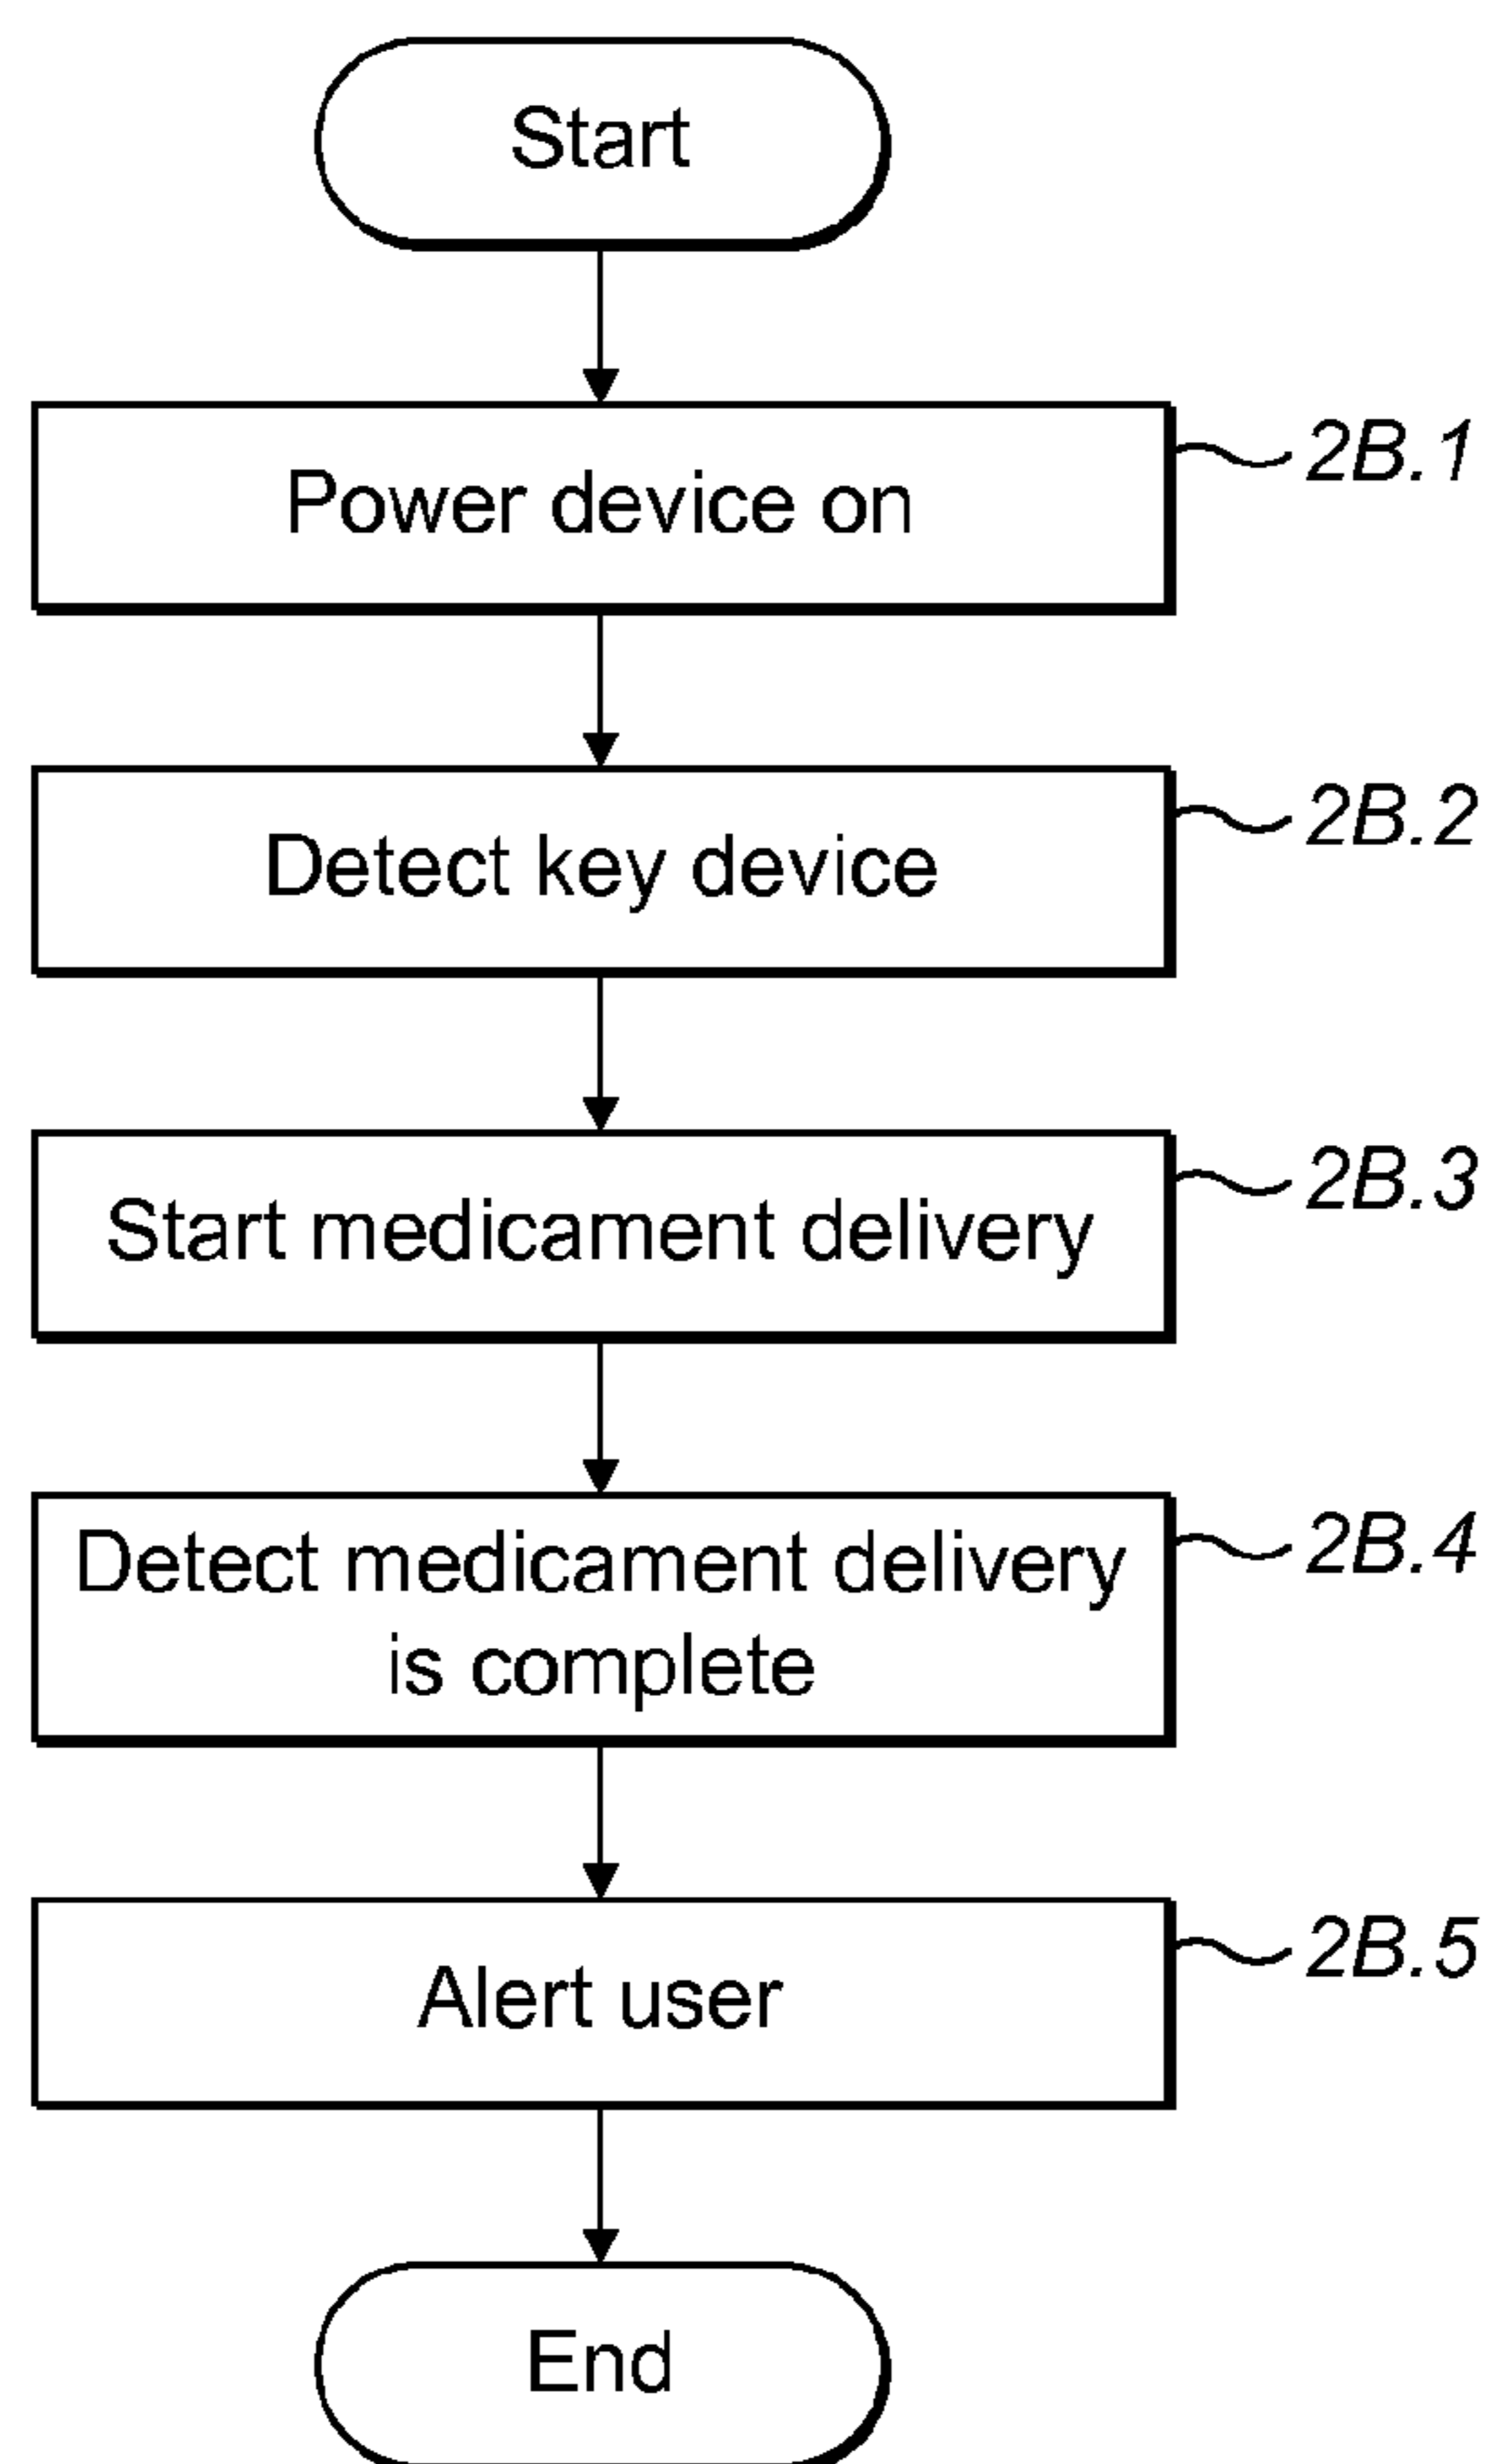 Start
Power device on
2B.1
Detect key device
2B.2
Start medicament delivery
2B.3
Detect medicament delivery
is complete
2B.4
Alert user
2B.5
End